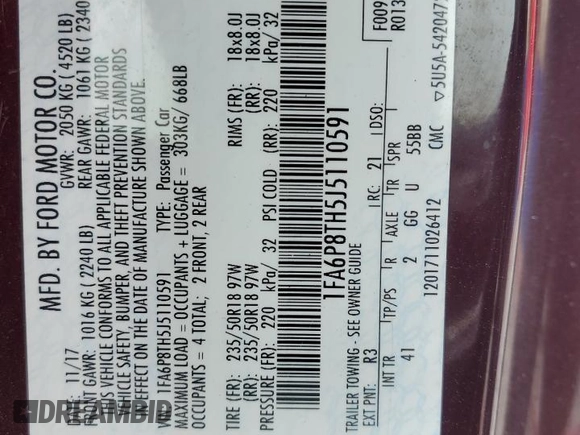 MFD. BY FORD MOTOR CO.
DATE: 11/17 GVWR: 2050 KG ( 4520 LB)
FRONT GAWR: 1016 KG ( 2240 LB) REAR GAWR: 1061 KG ( 2340
THIS VEHICLE CONFORMS TO ALL APPLICABLE FEDERAL MOTOR
VEHICLE SAFETY, BUMPER, AND THEFT PREVENTION STANDARDS
IN EFFECT ON THE DATE OF MANUFACTURE SHOWN ABOVE.
VIN: 1FA6P8TH5J5110591 TYPE: Passenger Car
MAXIMUM LOAD = OCCUPANTS + LUGGAGE = 303KG/ 668LB
OCCUPANTS = 4 TOTAL; 2 FRONT, 2 REAR
TIRE (FR): 235/50R18 97W RIMS (FR): 18x8.0J
(RR): 235/50R18 97W (RR): 18x8.0J
PRESSURE (FR): 220 kPa/ 32 PSI COLD (RR): 220 kPa/ 32
1FA6P8TH5J5110591
F009
R013
TRAILER TOWING - SEE OWNER GUIDE
EXT PNT: R3 RC: 21 DSO:
INT TR TP/PS R AXLE TR SPR
41 2 GG U 55BB
1201711026412 CMC
▽5U5A-542047
DREAMBID